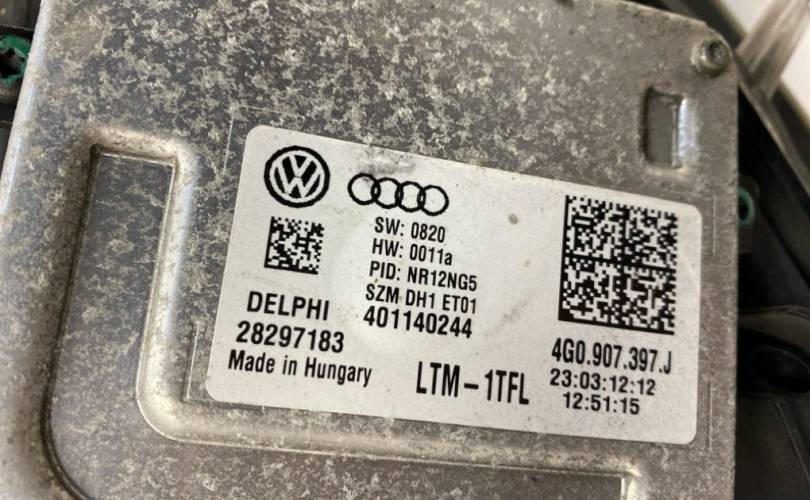 SW: 0820
HW: 0011a
PID: NR12NG5
SZM DH1 ET01
401140244
DELPHI
28297183
Made in Hungary
LTM-1TFL
4G0.907.397.J
23:03:12:12
12:51:15